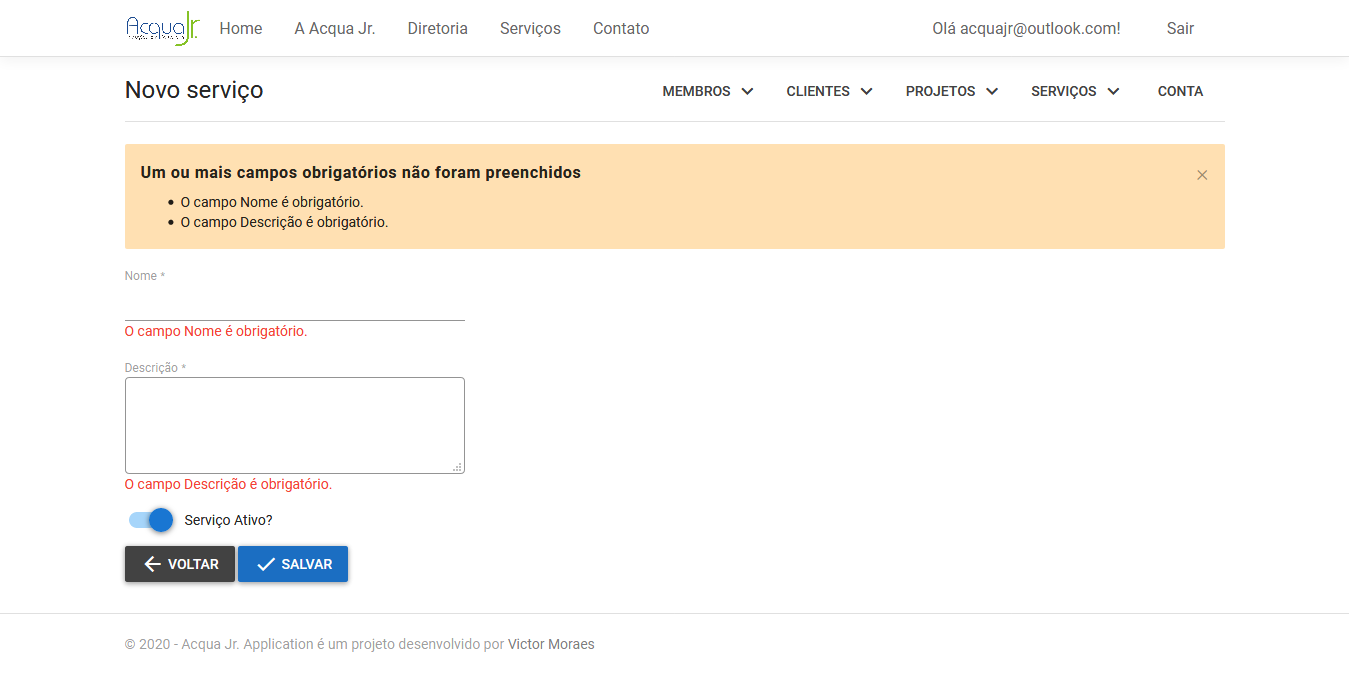 AcquaJr.
Home A Acqua Jr. Diretoria Serviços Contato Olá acquajr@outlook.com! Sair
Novo serviço MEMBROS CLIENTES PROJETOS SERVIÇOS CONTA
Um ou mais campos obrigatórios não foram preenchidos
O campo Nome é obrigatório.
O campo Descrição é obrigatório.
Nome *
O campo Nome é obrigatório.
Descrição *
O campo Descrição é obrigatório.
Serviço Ativo?
VOLTAR SALVAR
© 2020 - Acqua Jr. Application é um projeto desenvolvido por Victor Moraes